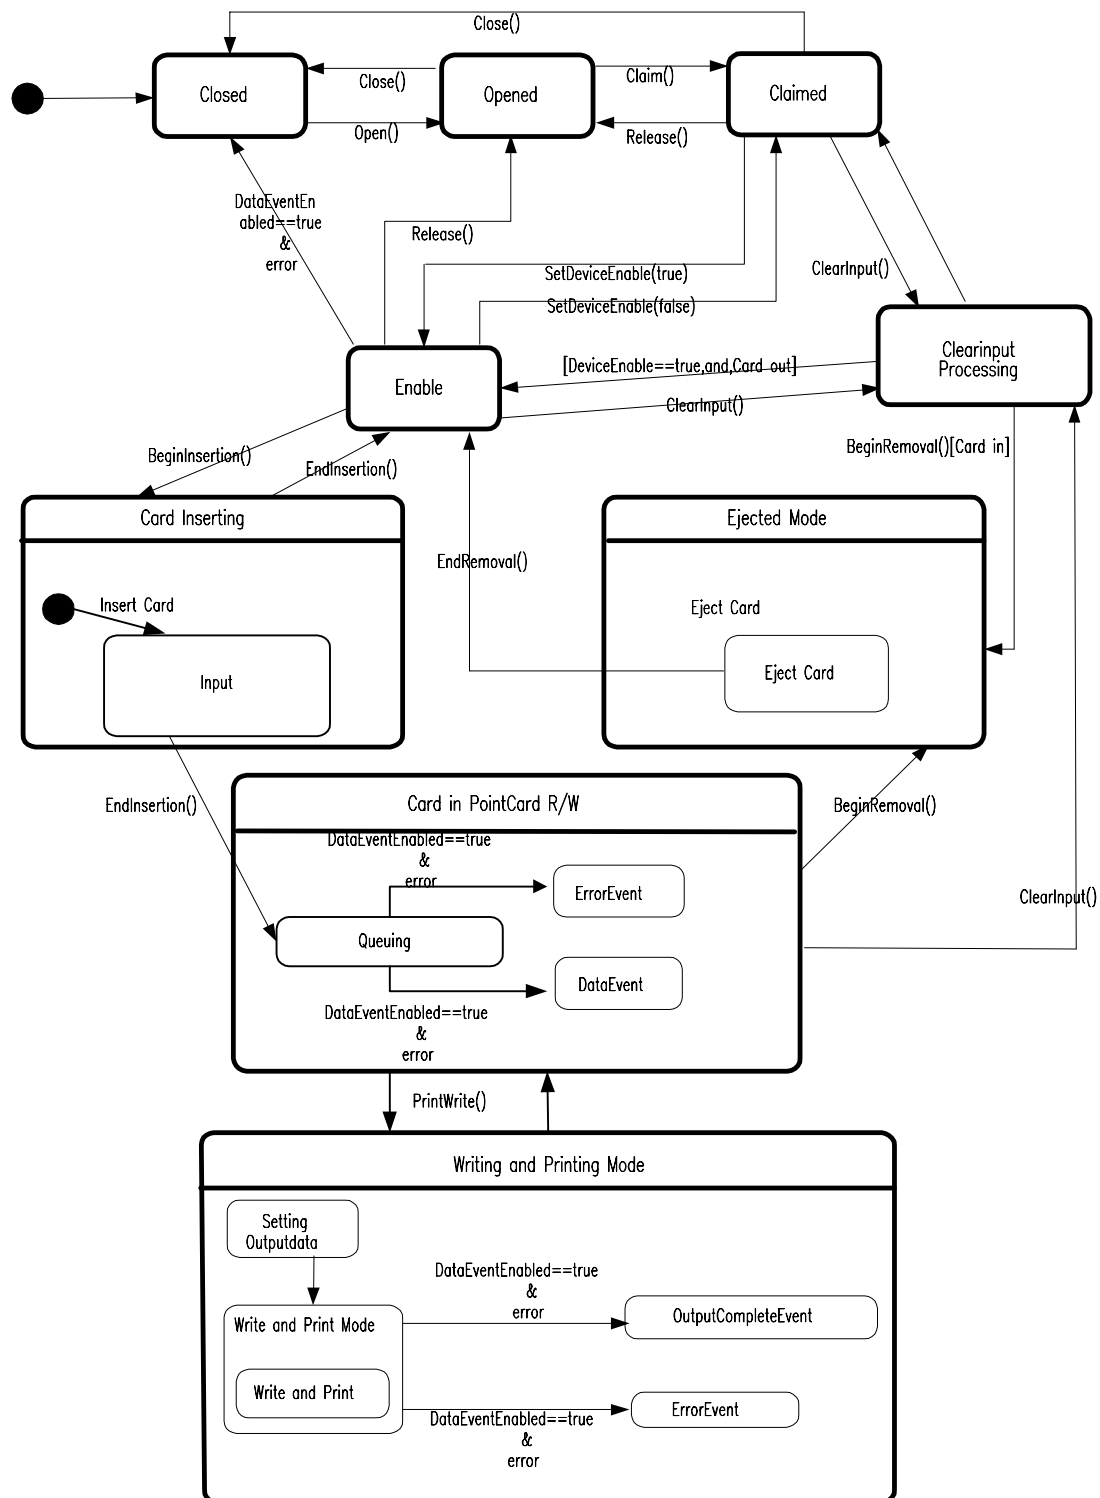 Close()
Closed
Close()
Opened
Claim()
Claimed
Open()
Release()
DataEventEn
abled==true
&
error
Release()
SetDeviceEnable(true)
ClearInput()
SetDeviceEnable(false)
Enable
[DeviceEnable==true,and,Card out]
Clearinput
Processing
ClearInput()
BeginInsertion()
EndInsertion()
BeginRemoval()[Card in]
Card Inserting
Ejected Mode
EndRemoval()
Insert Card
Input
Eject Card
Eject Card
EndInsertion()
Card in PointCard R/W
BeginRemoval()
DataEventEnabled==true
&
error
ErrorEvent
ClearInput()
Queuing
DataEvent
DataEventEnabled==true
&
error
PrintWrite()
Writing and Printing Mode
Setting
Outputdata
DataEventEnabled==true
&
error
OutputCompleteEvent
Write and Print Mode
Write and Print
ErrorEvent
DataEventEnabled==true
&
error